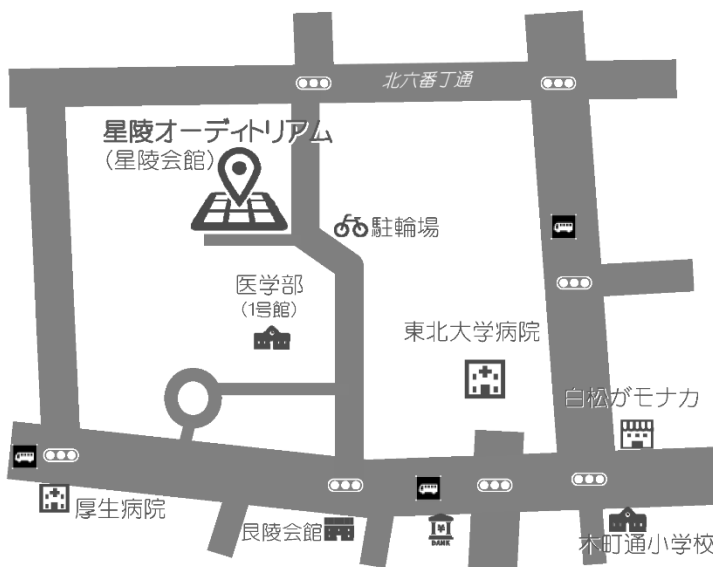 北六番丁通
星陵オーディトリアム
(星陵会館)
駐輪場
医学部
(1号館)
東北大学病院
白松がモナカ
厚生病院
艮陵会館
¥
BANK
木町通小学校